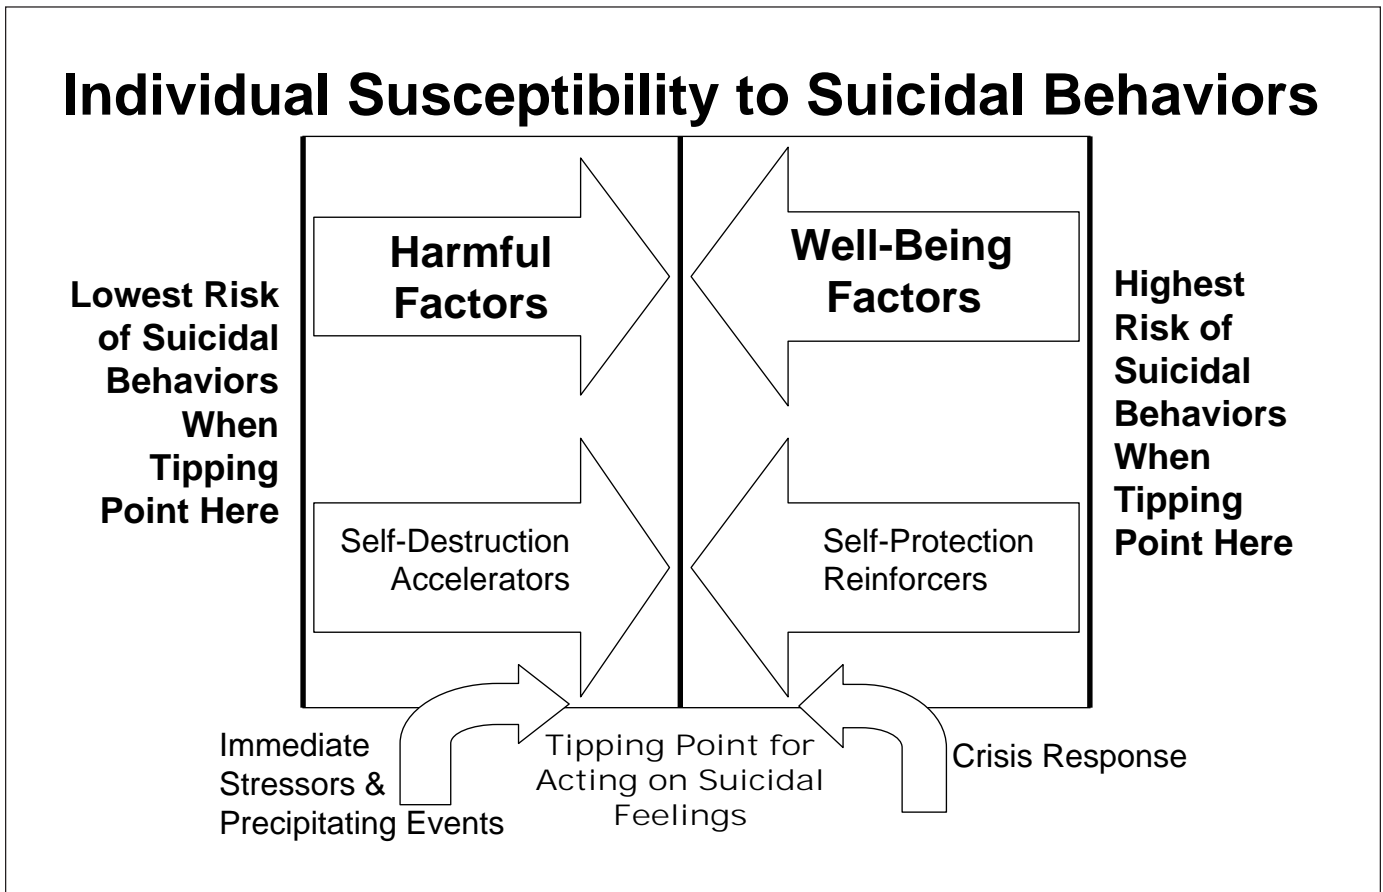 Individual Susceptibility to Suicidal Behaviors
Lowest Risk
of Suicidal
Behaviors
When
Tipping
Point Here
Harmful
Factors
Well-Being
Factors
Highest
Risk of
Suicidal
Behaviors
When
Tipping
Point Here
Self-Destruction
Accelerators
Self-Protection
Reinforcers
Immediate
Stressors &
Precipitating Events
Tipping Point for
Acting on Suicidal
Feelings
Crisis Response